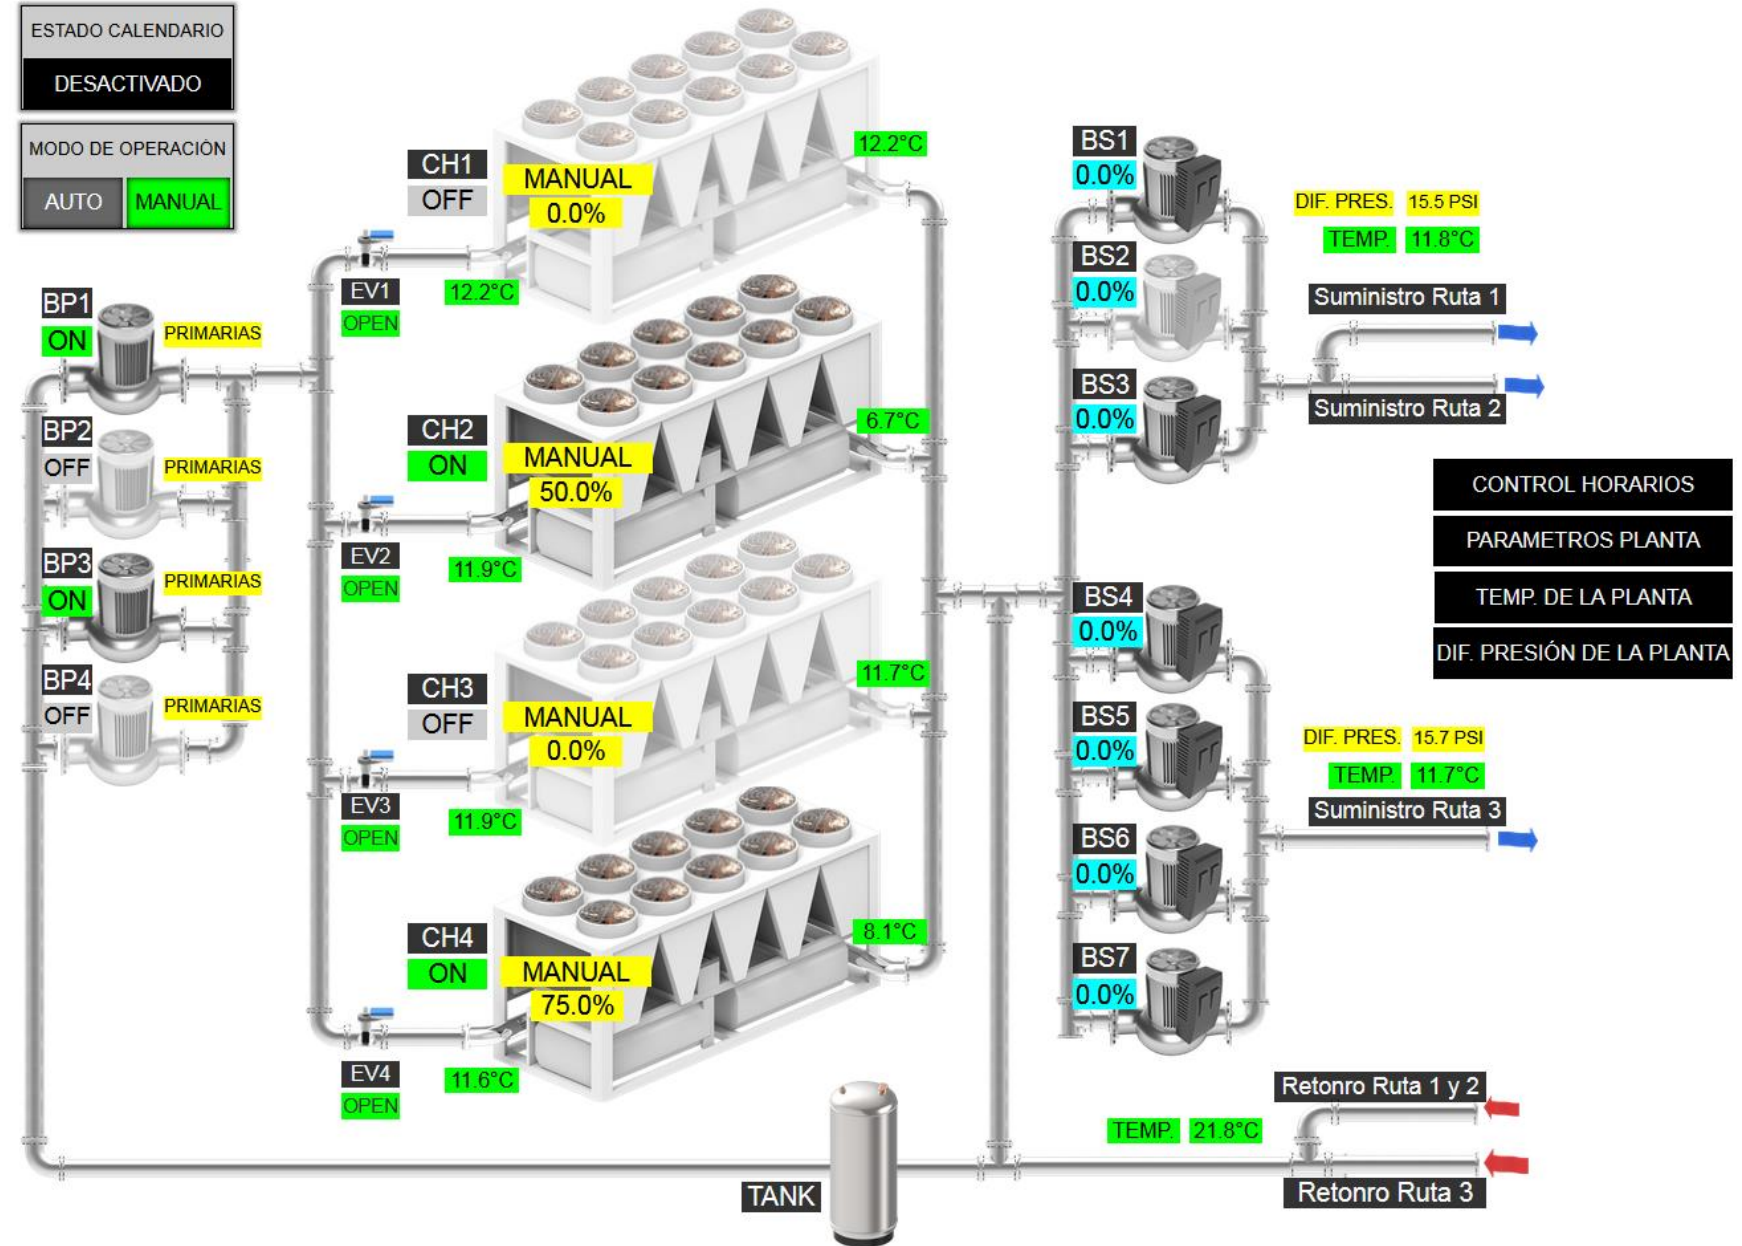 ESTADO CALENDARIO
DESACTIVADO
MODO DE OPERACIÓN
AUTO MANUAL
BP1
ON
PRIMARIAS
BP2
OFF
PRIMARIAS
BP3
ON
PRIMARIAS
BP4
OFF
PRIMARIAS
CH1
OFF
MANUAL
0.0%
12.2°C
EV1
OPEN
12.2°C
CH2
ON
MANUAL
50.0%
6.7°C
EV2
OPEN
11.9°C
CH3
OFF
MANUAL
0.0%
11.7°C
EV3
OPEN
11.9°C
CH4
ON
MANUAL
75.0%
8.1°C
EV4
OPEN
11.6°C
BS1
0.0%
BS2
0.0%
BS3
0.0%
DIF. PRES. 15.5 PSI
TEMP. 11.8°C
Suministro Ruta 1
Suministro Ruta 2
CONTROL HORARIOS
PARAMETROS PLANTA
TEMP. DE LA PLANTA
DIF. PRESIÓN DE LA PLANTA
BS4
0.0%
BS5
0.0%
BS6
0.0%
BS7
0.0%
DIF. PRES. 15.7 PSI
TEMP. 11.7°C
Suministro Ruta 3
Retonro Ruta 1 y 2
TEMP. 21.8°C
Retonro Ruta 3
TANK